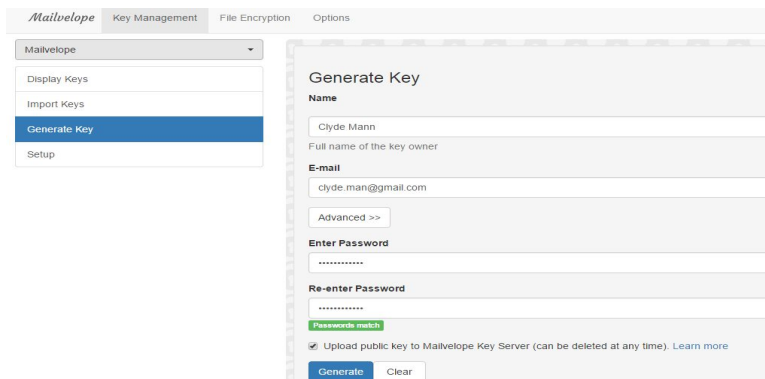 Mailvelope Key Management File Encryption Options
Mailvelope
Display Keys
Import Keys
Generate Key
Setup
Generate Key
Name
Clyde Mann
Full name of the key owner
E-mail
clyde.man@gmail.com
Advanced >>
Enter Password
••••••••••••
Re-enter Password
••••••••••••
Passwords match
Upload public key to Mailvelope Key Server (can be deleted at any time). Learn more
Generate Clear